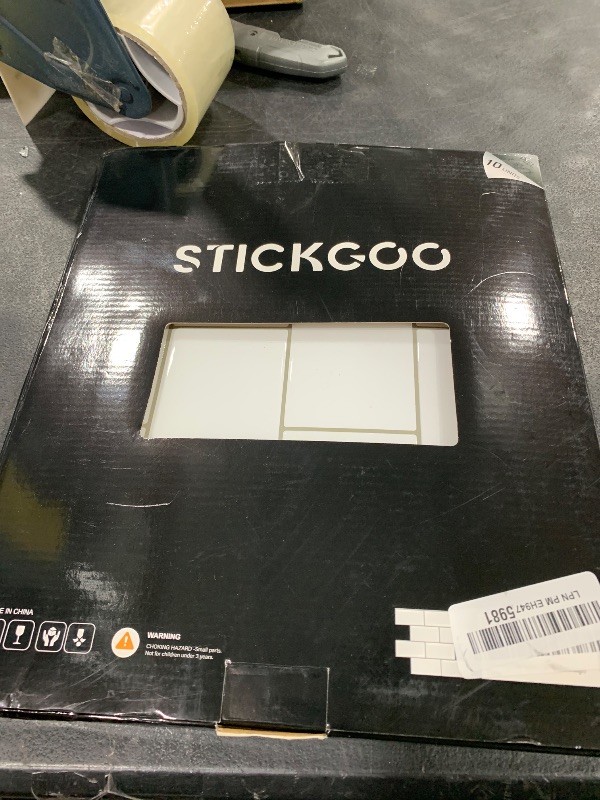 10
STICKGOO
E IN CHINA
WARNING
CHOKING HAZARD -Small parts.
Not for children under 3 years.
LPN PM EH947 5981